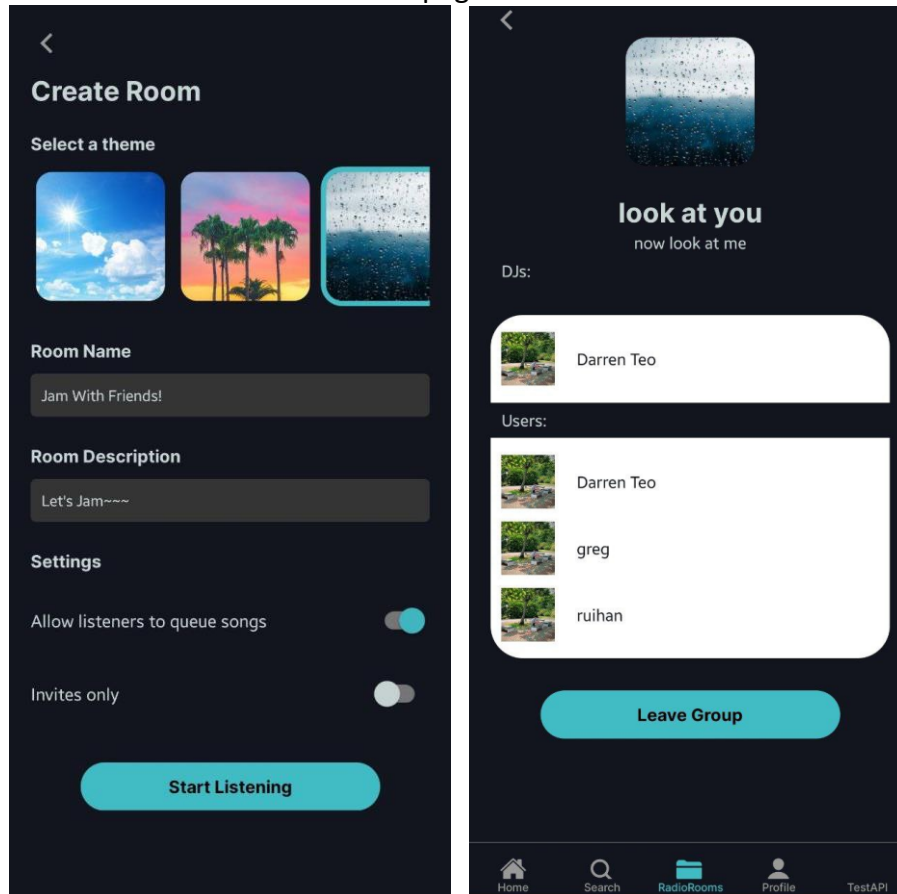 Create Room
Select a theme
Room Name
Jam With Friends!
Room Description
Let's Jam~~~
Settings
Allow listeners to queue songs
Invites only
Start Listening
look at you
now look at me
DJs:
Darren Teo
Users:
Darren Teo
greg
ruihan
Leave Group
Home Search RadioRooms Profile TestAPI